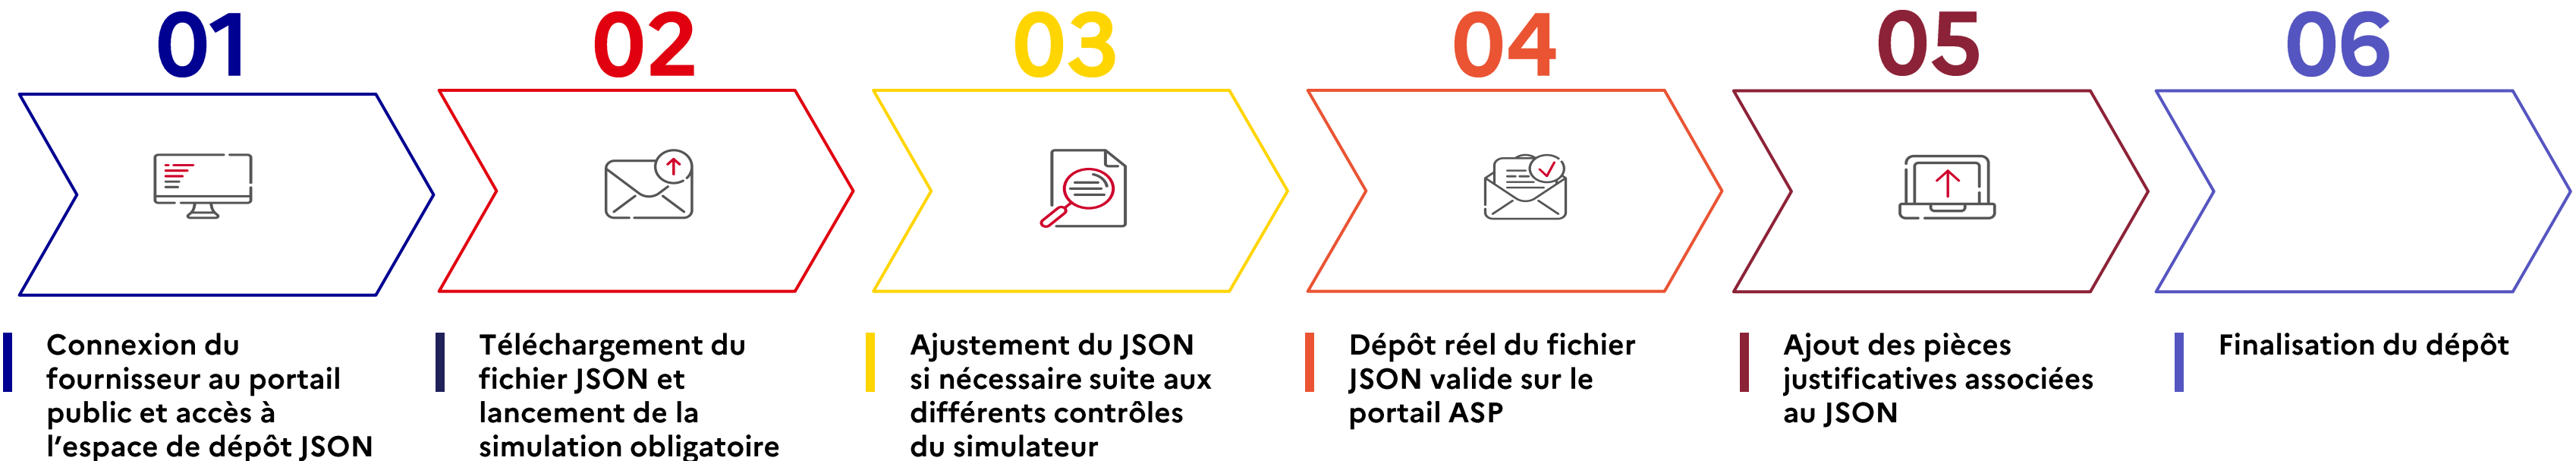 01
02
03
04
05
06
Connexion du
fournisseur au portail
public et accès à
l'espace de dépôt JSON
Téléchargement du
fichier JSON et
lancement de la
simulation obligatoire
Ajustement du JSON
si nécessaire suite aux
différents contrôles
du simulateur
Dépôt réel du fichier
JSON valide sur le
portail ASP
Ajout des pièces
justificatives associées
au JSON
Finalisation du dépôt